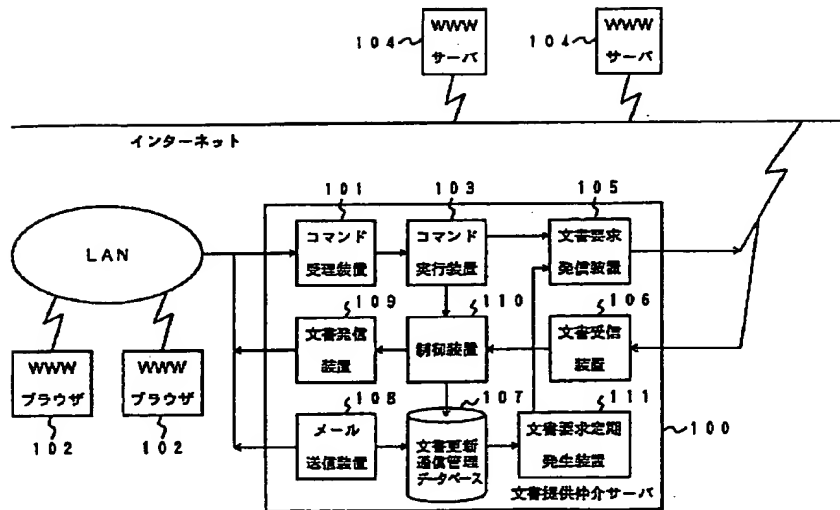 104
WWW
サーバ
104
WWW
サーバ
インターネット
101
103
105
LAN
コマンド
受理装置
コマンド
実行装置
文書要求
発信装置
109
110
106
文書発信
装置
制御装置
文書受信
装置
WWW
ブラウザ
WWW
ブラウザ
102
102
108
107
111
メール
送信装置
文書更新
通信管理
データベース
文書要求定期
発生装置
100
文書提供仲介サーバ